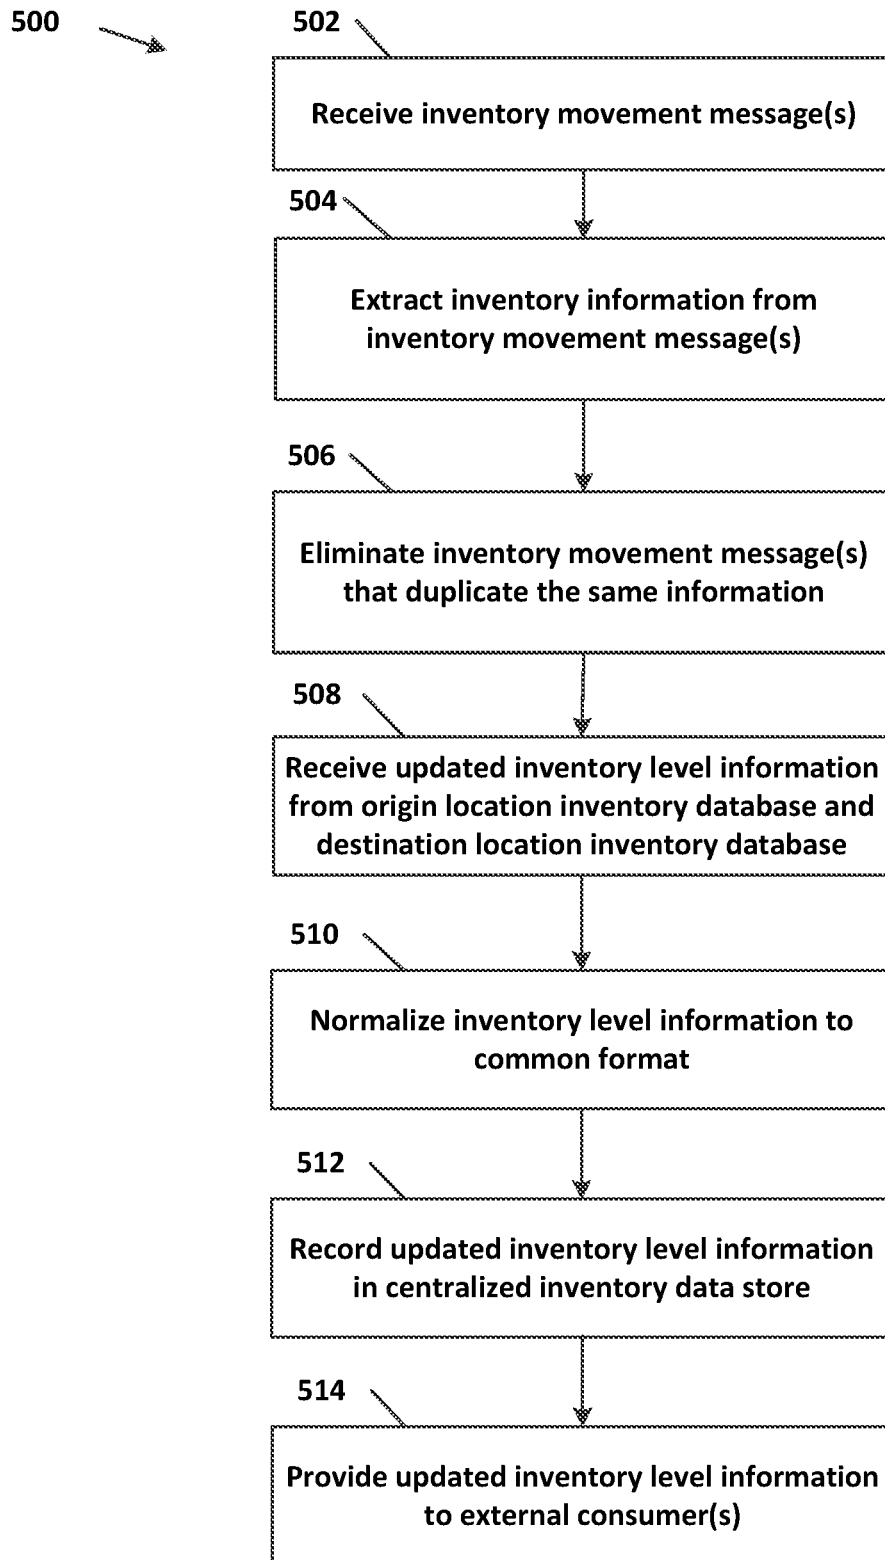 500
502
Receive inventory movement message(s)
504
Extract inventory information from
inventory movement message(s)
506
Eliminate inventory movement message(s)
that duplicate the same information
508
Receive updated inventory level information
from origin location inventory database and
destination location inventory database
510
Normalize inventory level information to
common format
512
Record updated inventory level information
in centralized inventory data store
514
Provide updated inventory level information
to external consumer(s)